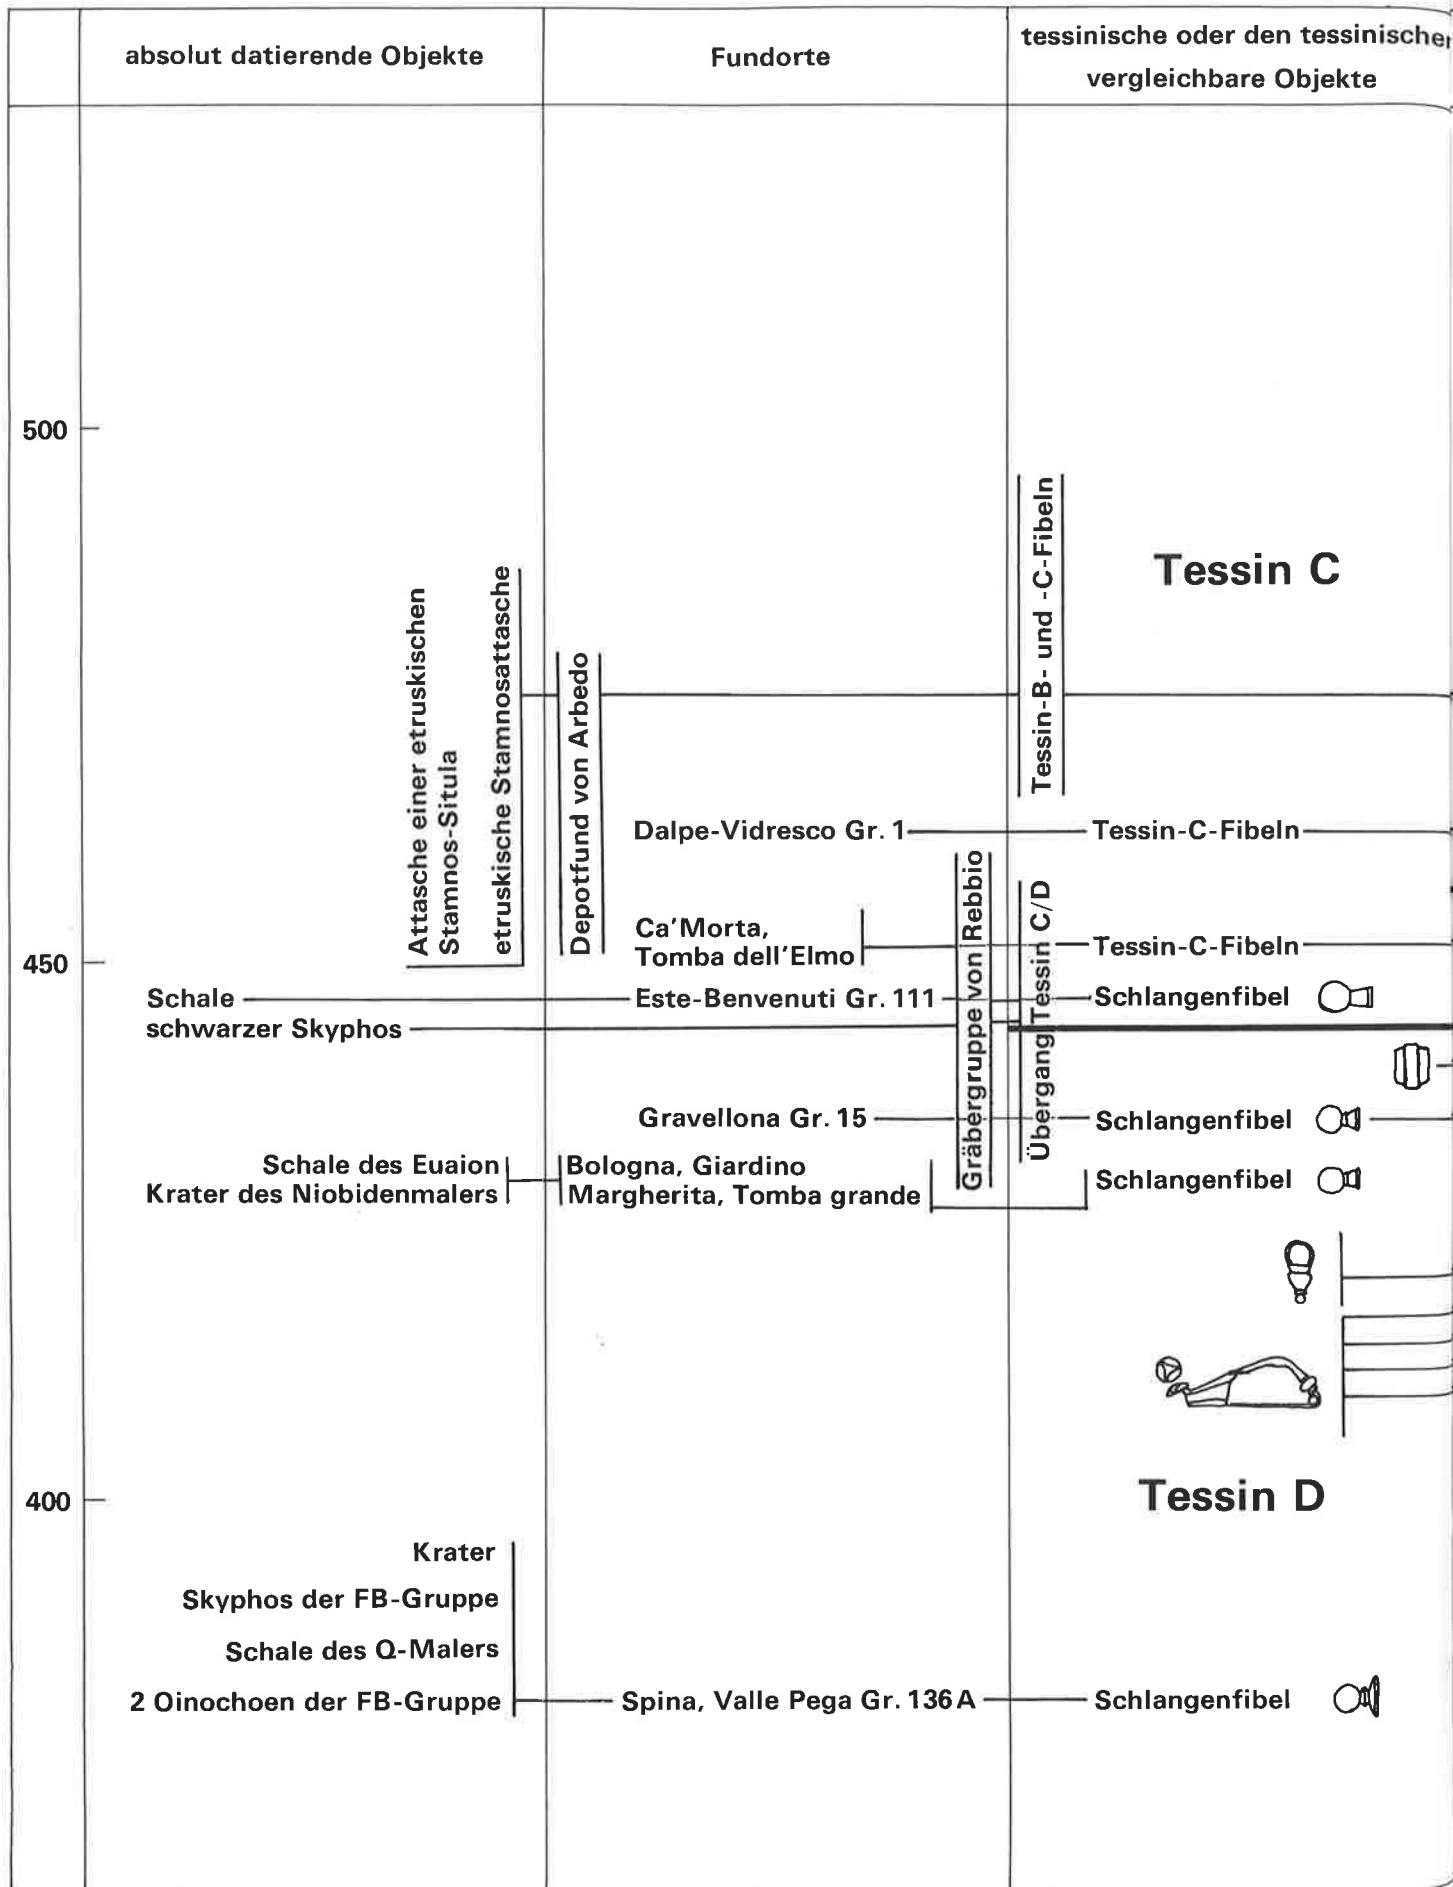 absolut datierende Objekte
Fundorte
tessinische oder den tessinischen
vergleichbare Objekte
500
Tessin-B- und -C-Fibeln
Tessin C
Attasche einer etruskischen
Stamnos-Situla
etruskische Stamnosattasche
Depotfund von Arbedo
Dalpe-Vidresco Gr. 1
Tessin-C-Fibeln
Gräbergruppe von Rebbio
Übergang Tessin C/D
Ca'Morta,
Tomba dell'Elmo
Tessin-C-Fibeln
450
Schale
Este-Benvenuti Gr. 111
Schlangenfibel
schwarzer Skyphos
Gravellona Gr. 15
Schlangenfibel
Schale des Euaion
Krater des Niobidenmalers
Bologna, Giardino
Margherita, Tomba grande
Schlangenfibel
400
Tessin D
Krater
Skyphos der FB-Gruppe
Schale des Q-Malers
2 Oinochoen der FB-Gruppe
Spina, Valle Pega Gr. 136 A
Schlangenfibel